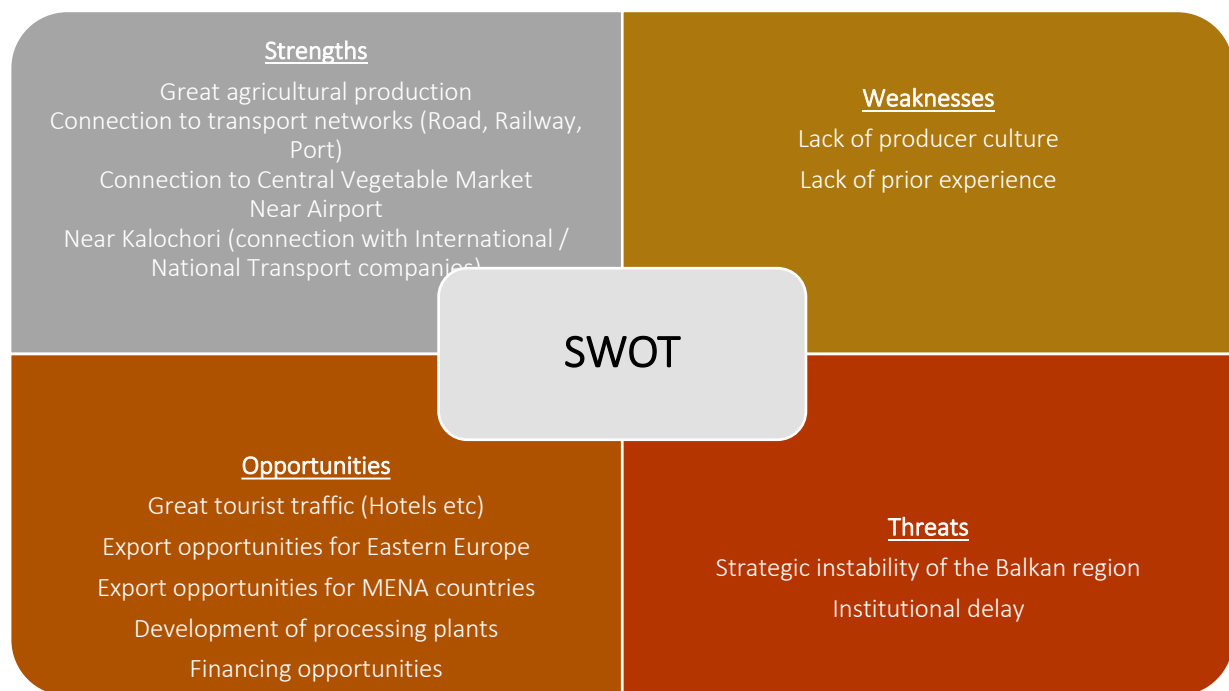 Strengths
Great agricultural production
Connection to transport networks (Road, Railway,
Port)
Connection to Central Vegetable Market
Near Airport
Near Kalochori (connection with International /
National Transport companies)
Weaknesses
Lack of producer culture
Lack of prior experience
SWOT
Opportunities
Great tourist traffic (Hotels etc)
Export opportunities for Eastern Europe
Export opportunities for MENA countries
Development of processing plants
Financing opportunities
Threats
Strategic instability of the Balkan region
Institutional delay